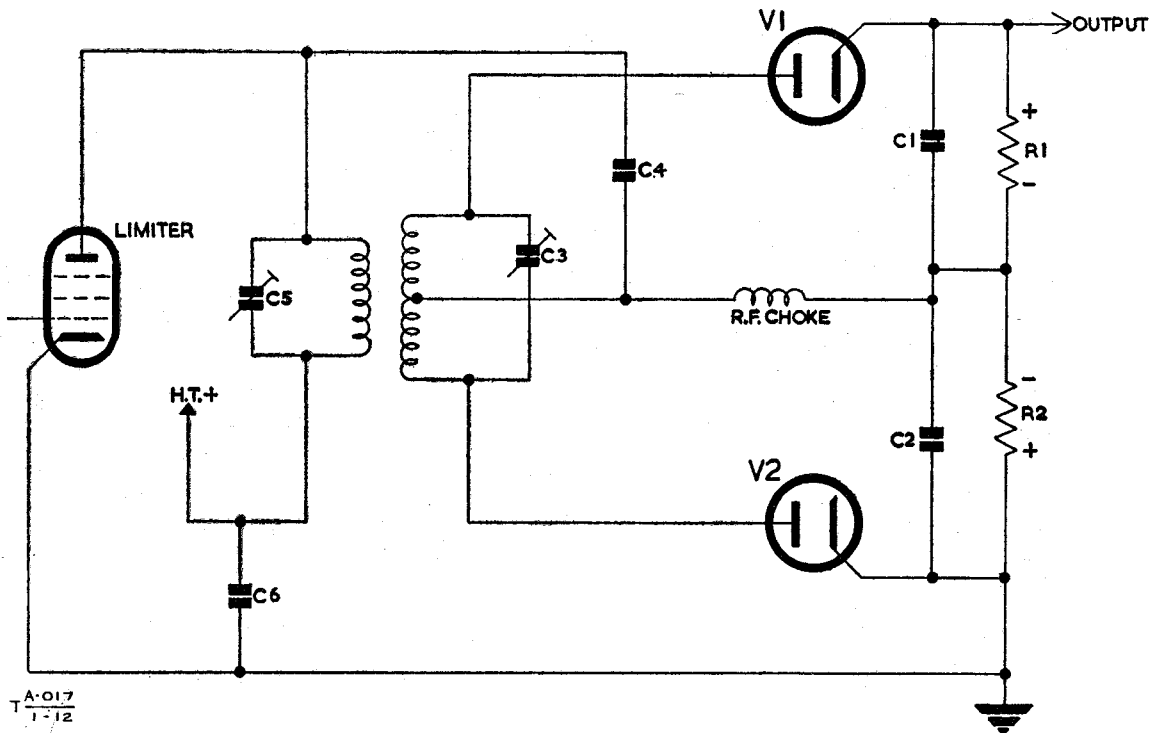 V1
OUTPUT
+
C1
R1
-
C4
LIMITER
C3
C5
R.F. CHOKE
H.T.+
-
R2
C2
+
V2
C6
T A·017
1-12